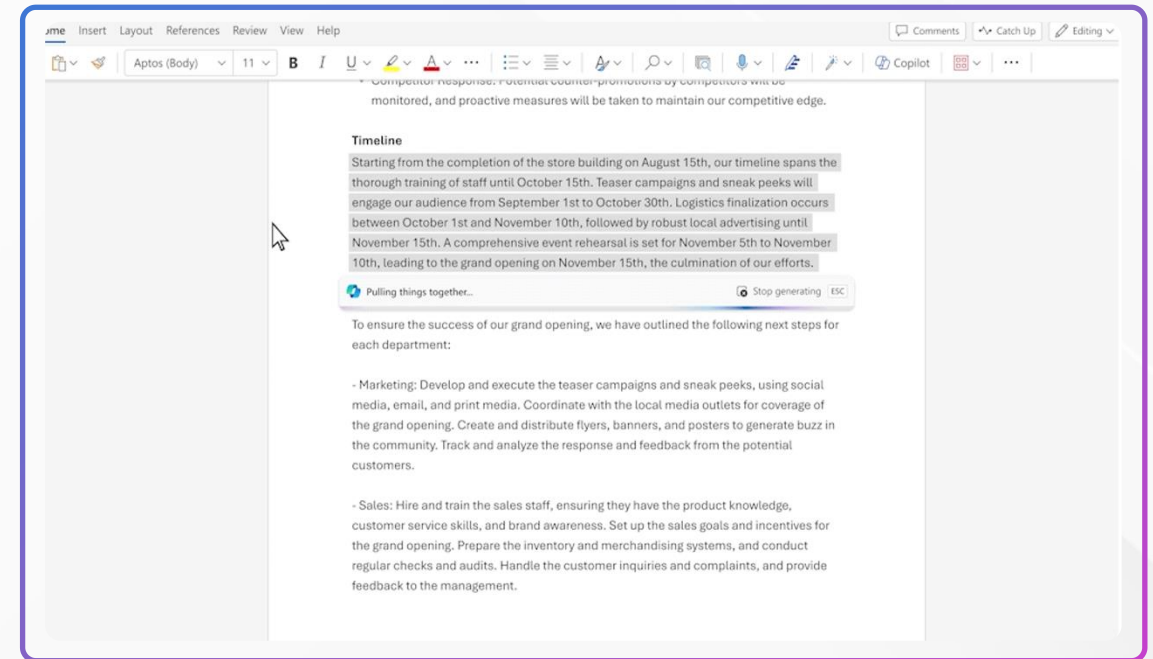 ome Insert Layout References Review View Help Comments Catch Up Editing
Aptos (Body) 11 B I U A A Copilot ...
Competitor Response: Potential counter-promotions by competitors will be
monitored, and proactive measures will be taken to maintain our competitive edge.
Timeline
Starting from the completion of the store building on August 15th, our timeline spans the
thorough training of staff until October 15th. Teaser campaigns and sneak peeks will
engage our audience from September 1st to October 30th. Logistics finalization occurs
between October 1st and November 10th, followed by robust local advertising until
November 15th. A comprehensive event rehearsal is set for November 5th to November
10th, leading to the grand opening on November 15th, the culmination of our efforts.
Pulling things together... Stop generating ESC
To ensure the success of our grand opening, we have outlined the following next steps for
each department:
- Marketing: Develop and execute the teaser campaigns and sneak peeks, using social
media, email, and print media. Coordinate with the local media outlets for coverage of
the grand opening. Create and distribute flyers, banners, and posters to generate buzz in
the community. Track and analyze the response and feedback from the potential
customers.
- Sales: Hire and train the sales staff, ensuring they have the product knowledge,
customer service skills, and brand awareness. Set up the sales goals and incentives for
the grand opening. Prepare the inventory and merchandising systems, and conduct
regular checks and audits. Handle the customer inquiries and complaints, and provide
feedback to the management.